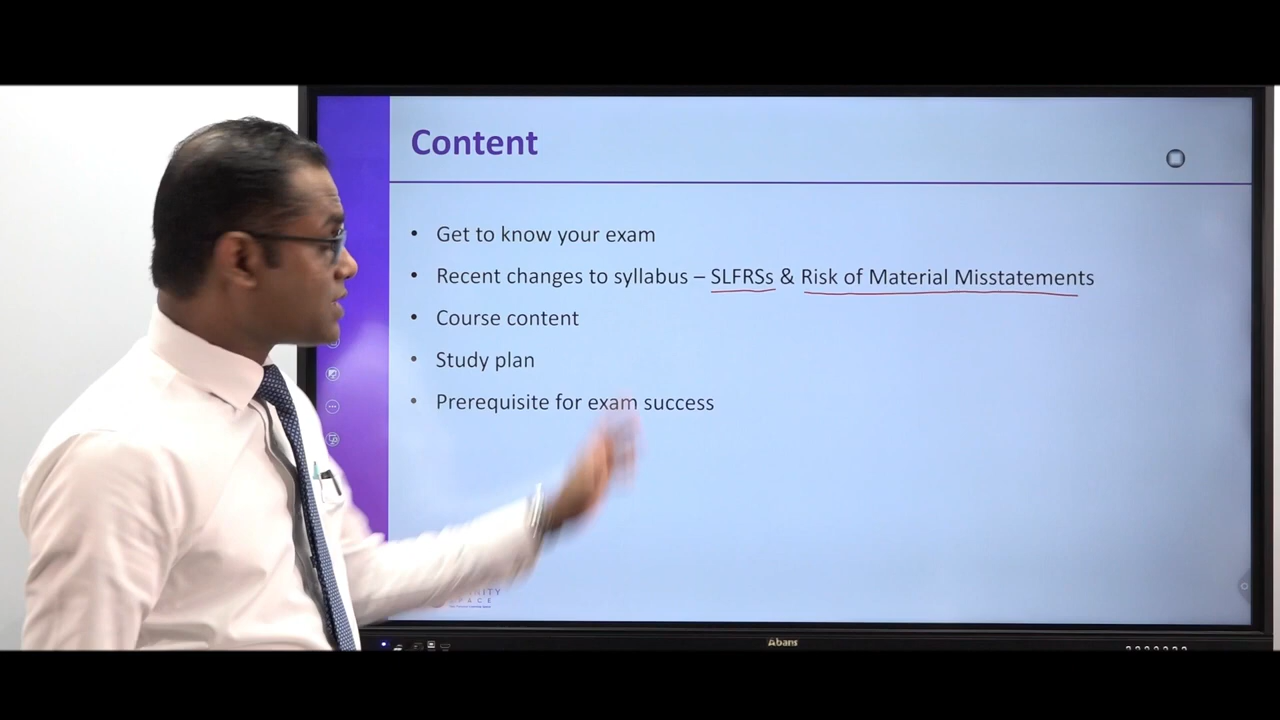 Content
• Get to know your exam
• Recent changes to syllabus – SLFRSs & Risk of Material Misstatements
• Course content
• Study plan
• Prerequisite for exam success
Abans